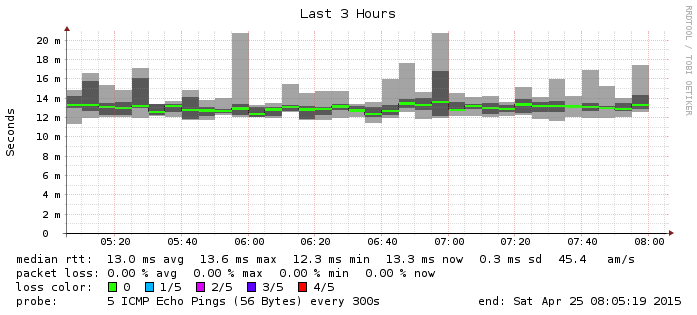 Last 3 Hours
RRDTOOL / TOBI OETIKER
Seconds
20 m
18 m
16 m
14 m
12 m
10 m
8 m
6 m
4 m
2 m
0
05:20 05:40 06:00 06:20 06:40 07:00 07:20 07:40 08:00
median rtt: 13.0 ms avg 13.6 ms max 12.3 ms min 13.3 ms now 0.3 ms sd 45.4 am/s
packet loss: 0.00 % avg 0.00 % max 0.00 % min 0.00 % now
loss color: 0 1/5 2/5 3/5 4/5
probe: 5 ICMP Echo Pings (56 Bytes) every 300s end: Sat Apr 25 08:05:19 2015